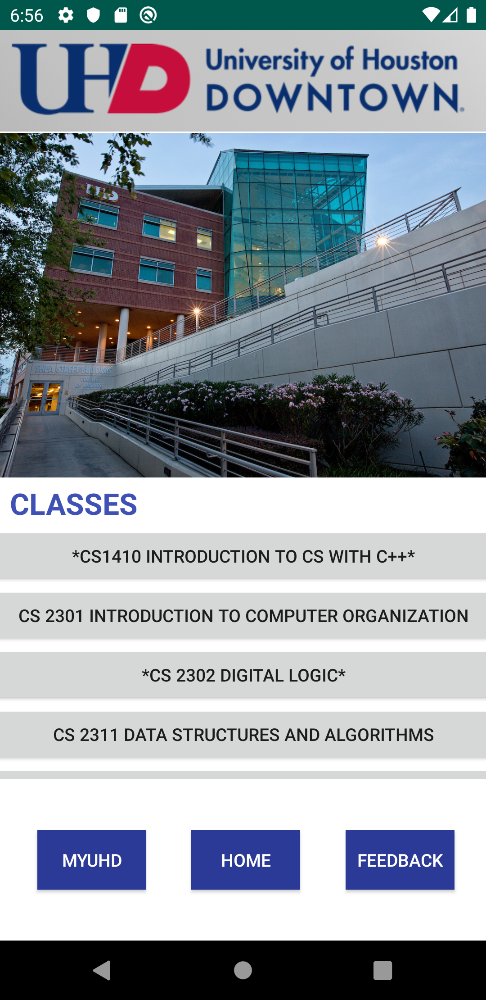 6:56
UHD University of Houston
DOWNTOWN®
UHD
SHEA STREET BUILDING
COLLEGE
OF BUSINESS
CLASSES
*CS1410 INTRODUCTION TO CS WITH C++*
CS 2301 INTRODUCTION TO COMPUTER ORGANIZATION
*CS 2302 DIGITAL LOGIC*
CS 2311 DATA STRUCTURES AND ALGORITHMS
MYUHD
HOME
FEEDBACK